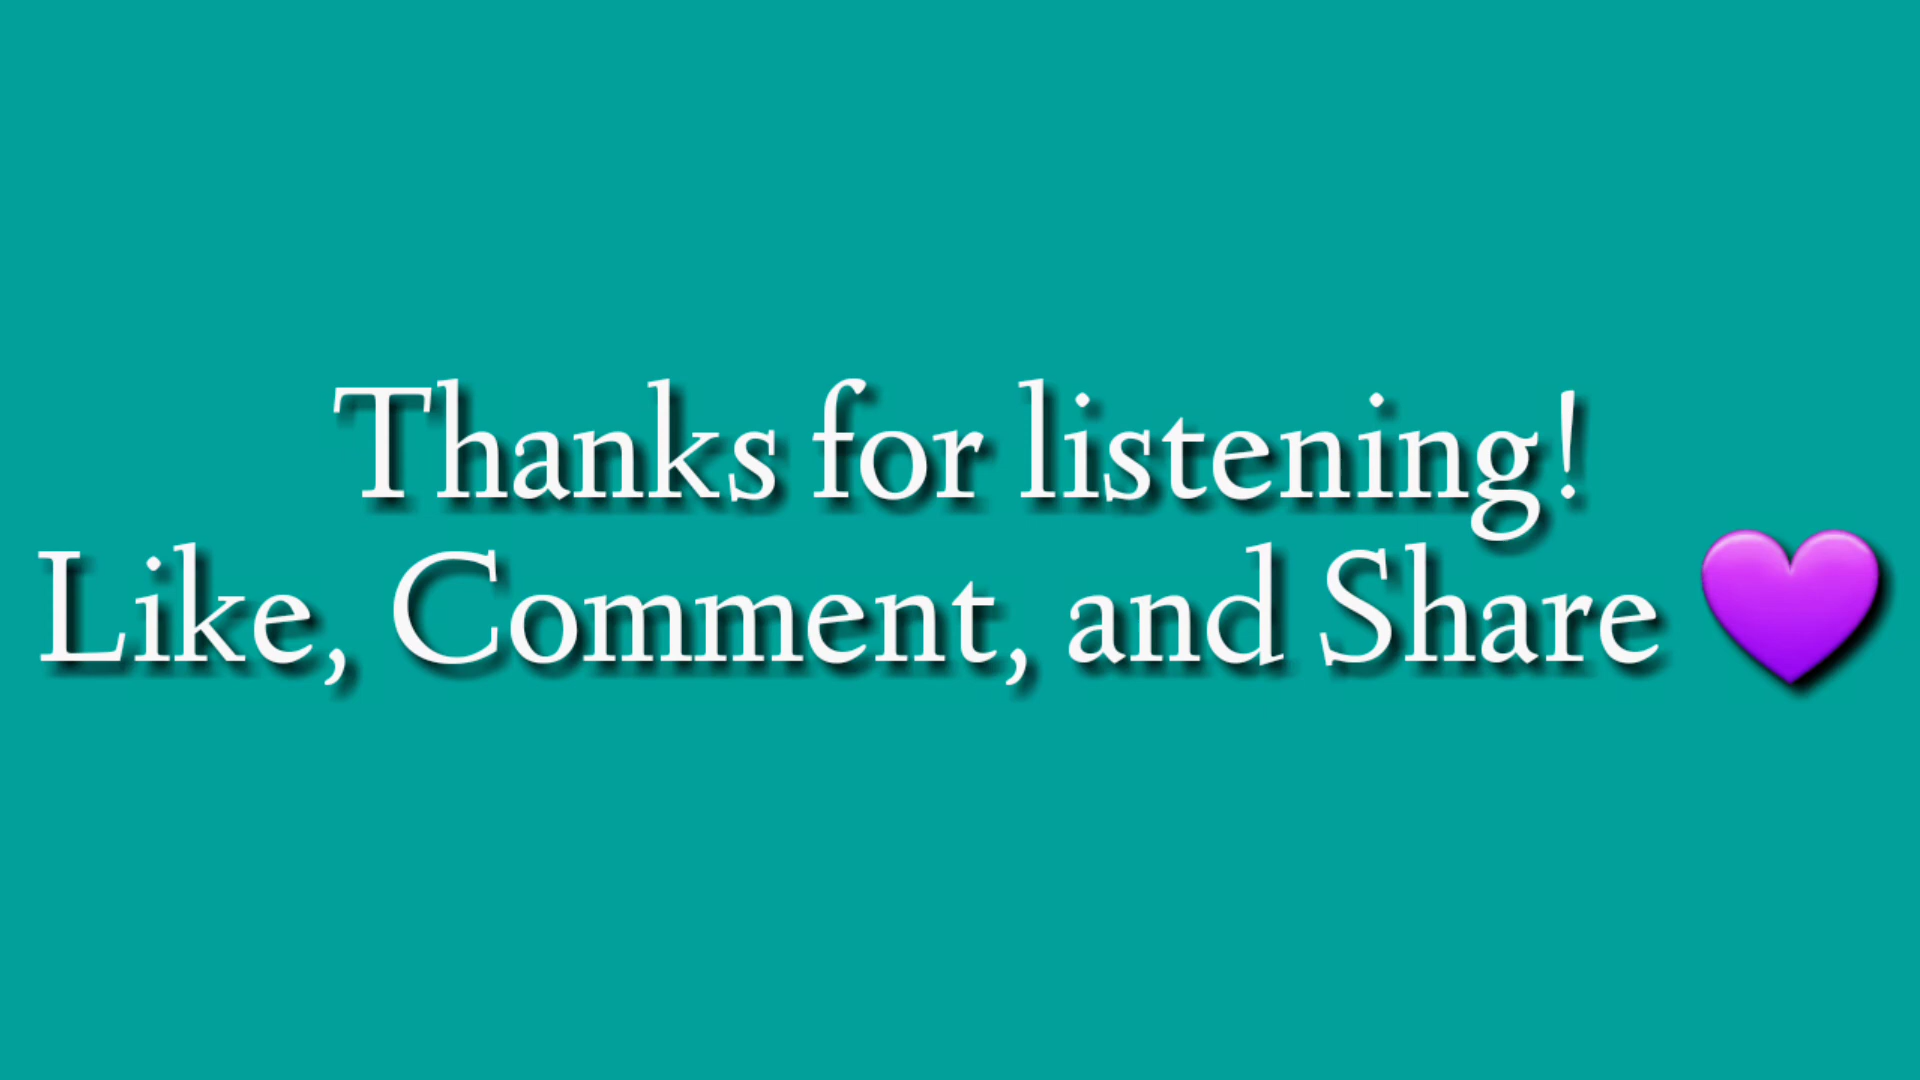 Thanks for listening!
Like, Comment, and Share 💜